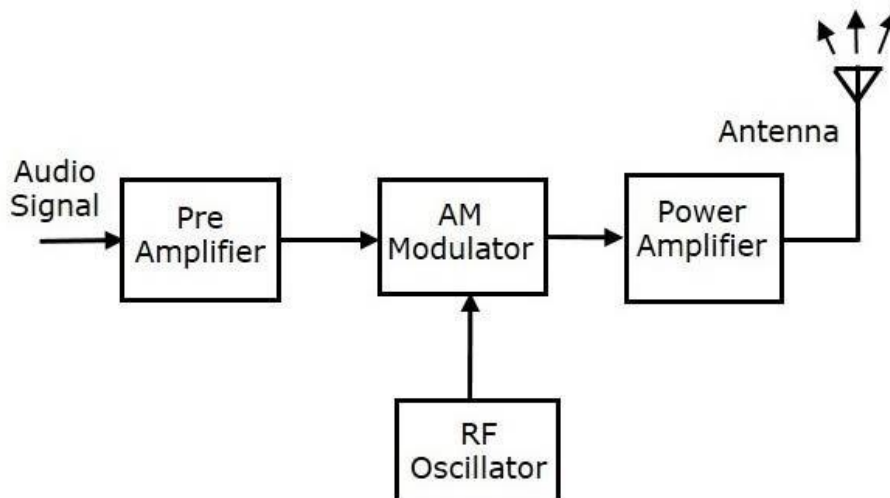 Antenna
Audio
Signal
Pre
Amplifier
AM
Modulator
Power
Amplifier
RF
Oscillator